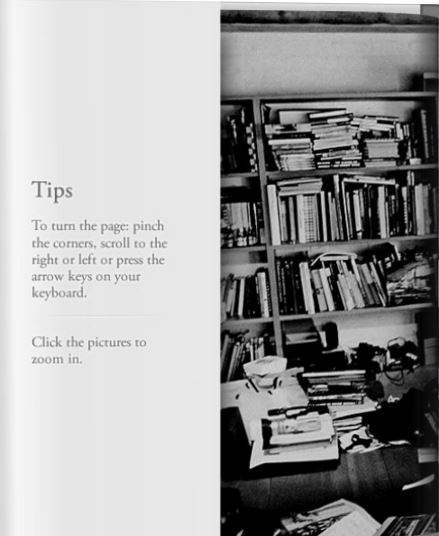 Tips
To turn the page: pinch
the corners, scroll to the
right or left or press the
arrow keys on your
keyboard.
Click the pictures to
zoom in.